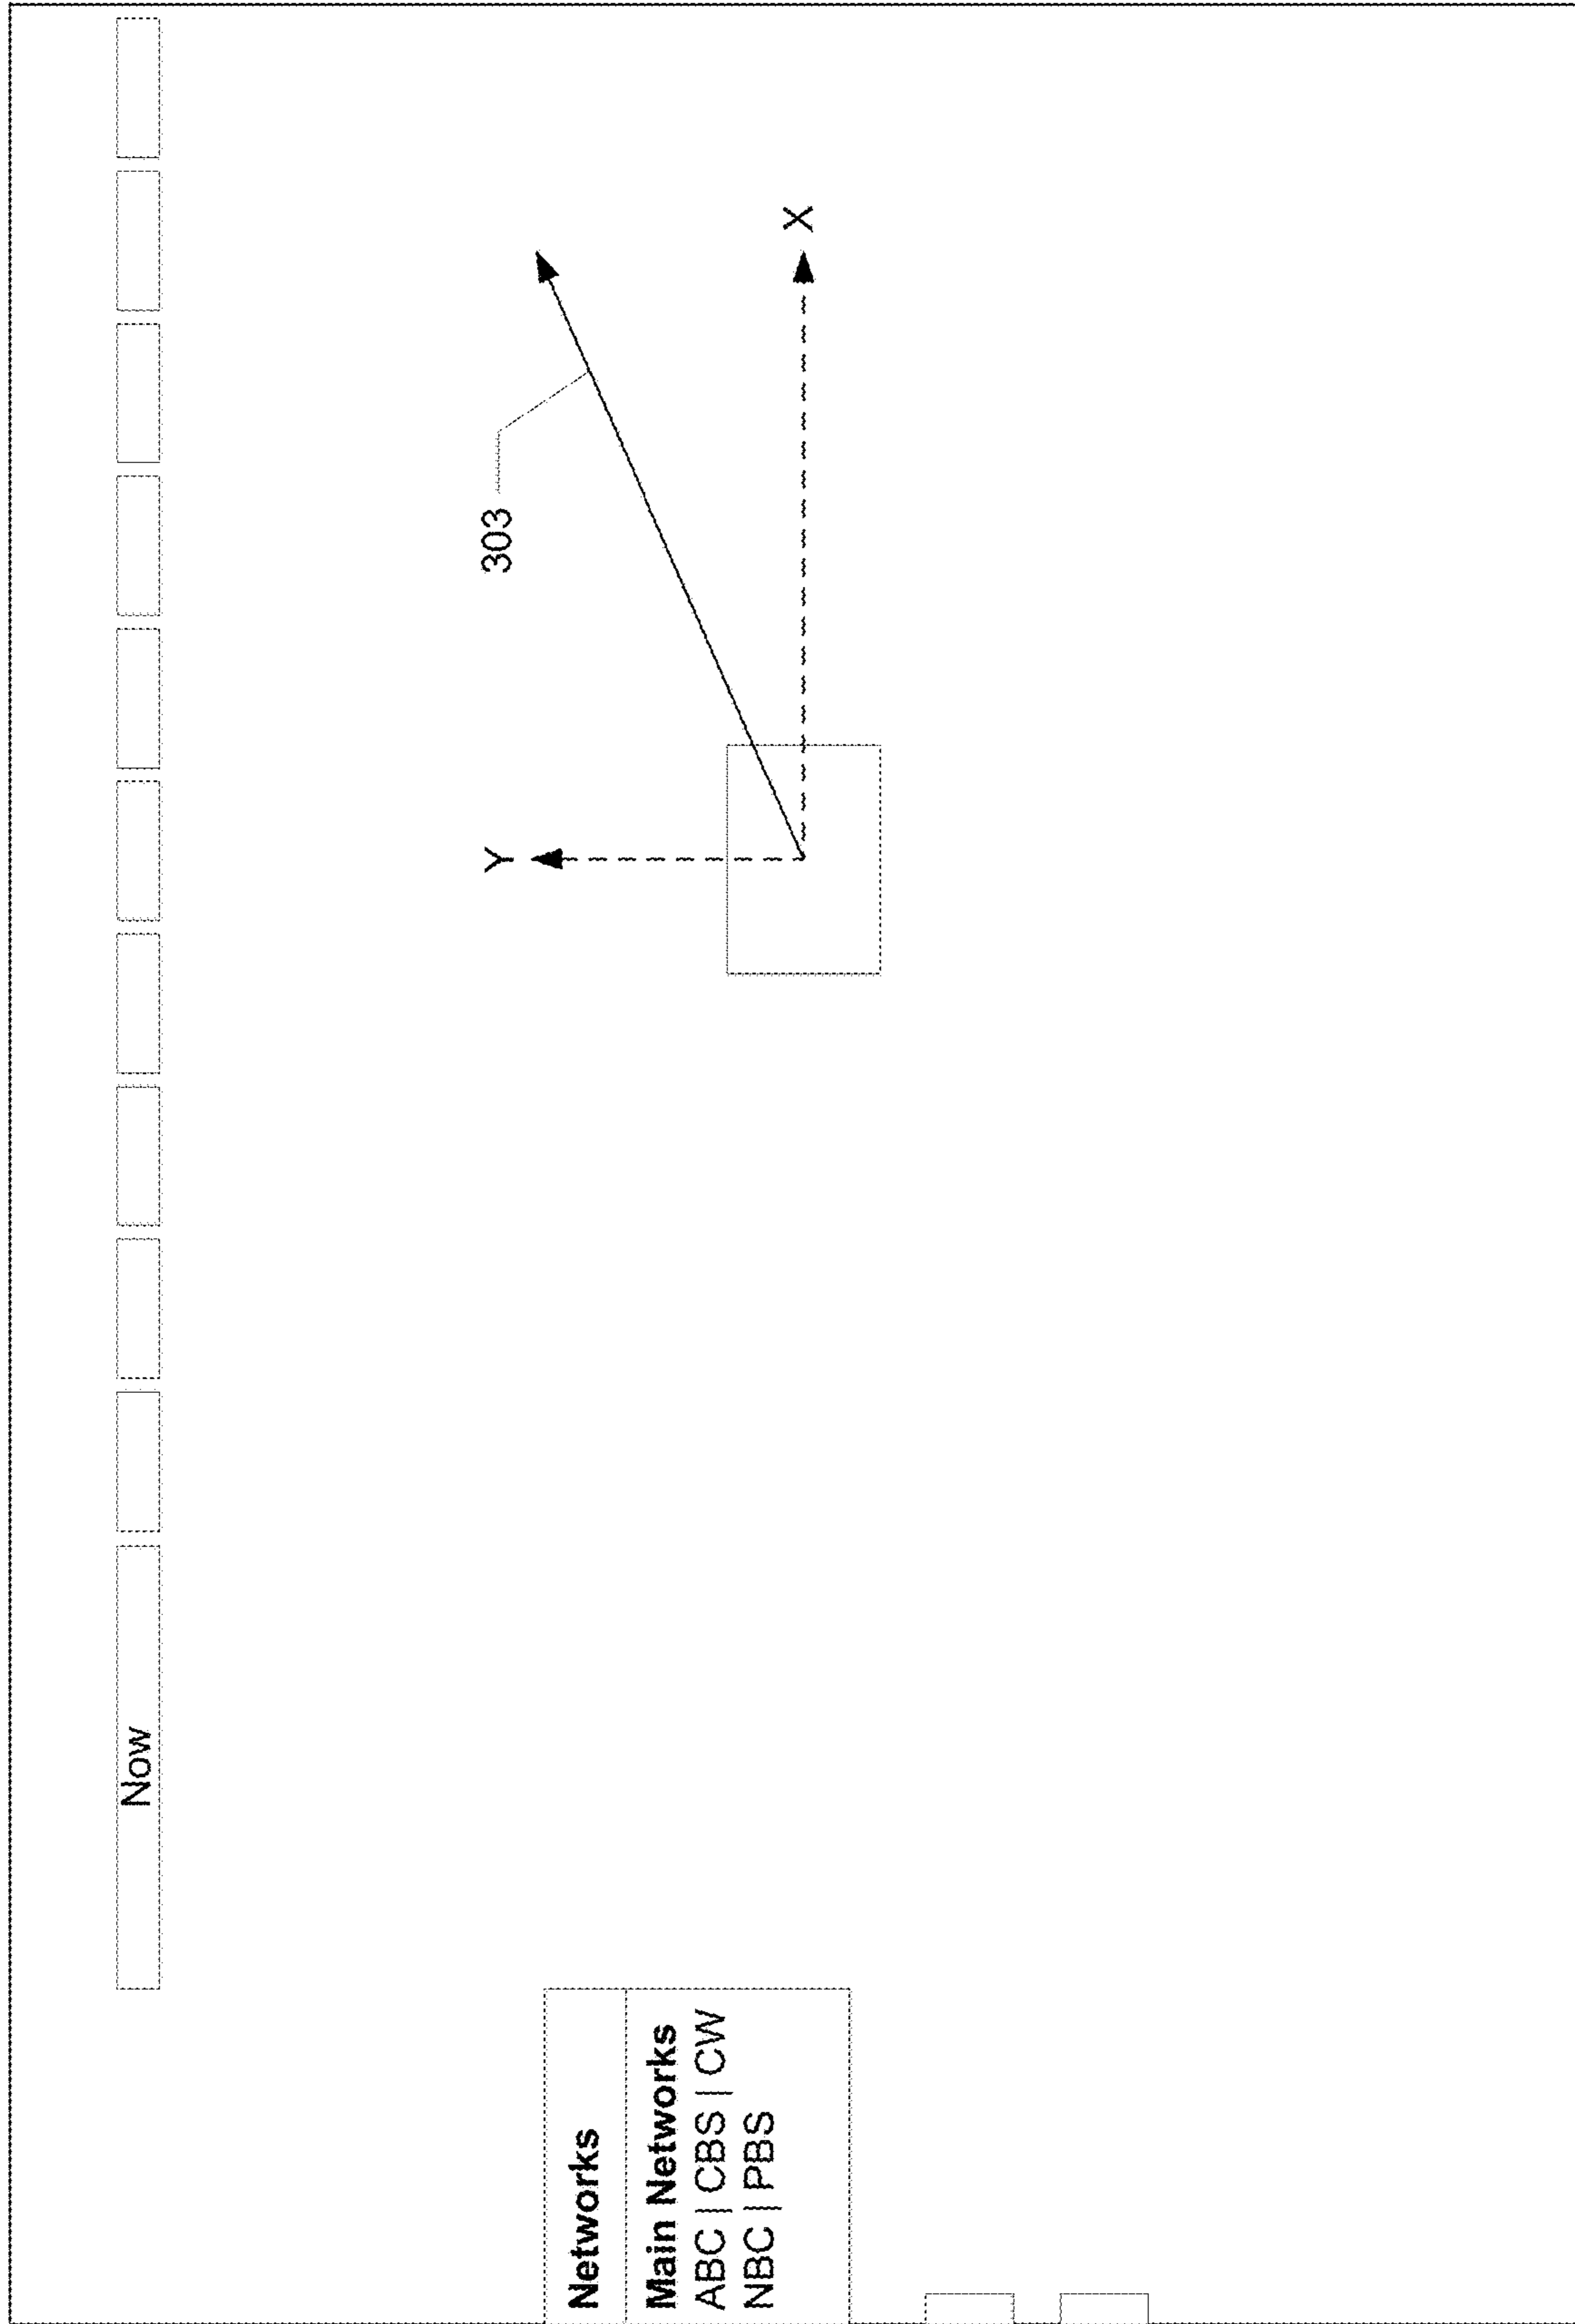 Now
303
Y
X
Networks
Main Networks
ABC | CBS | CW
NBC | PBS